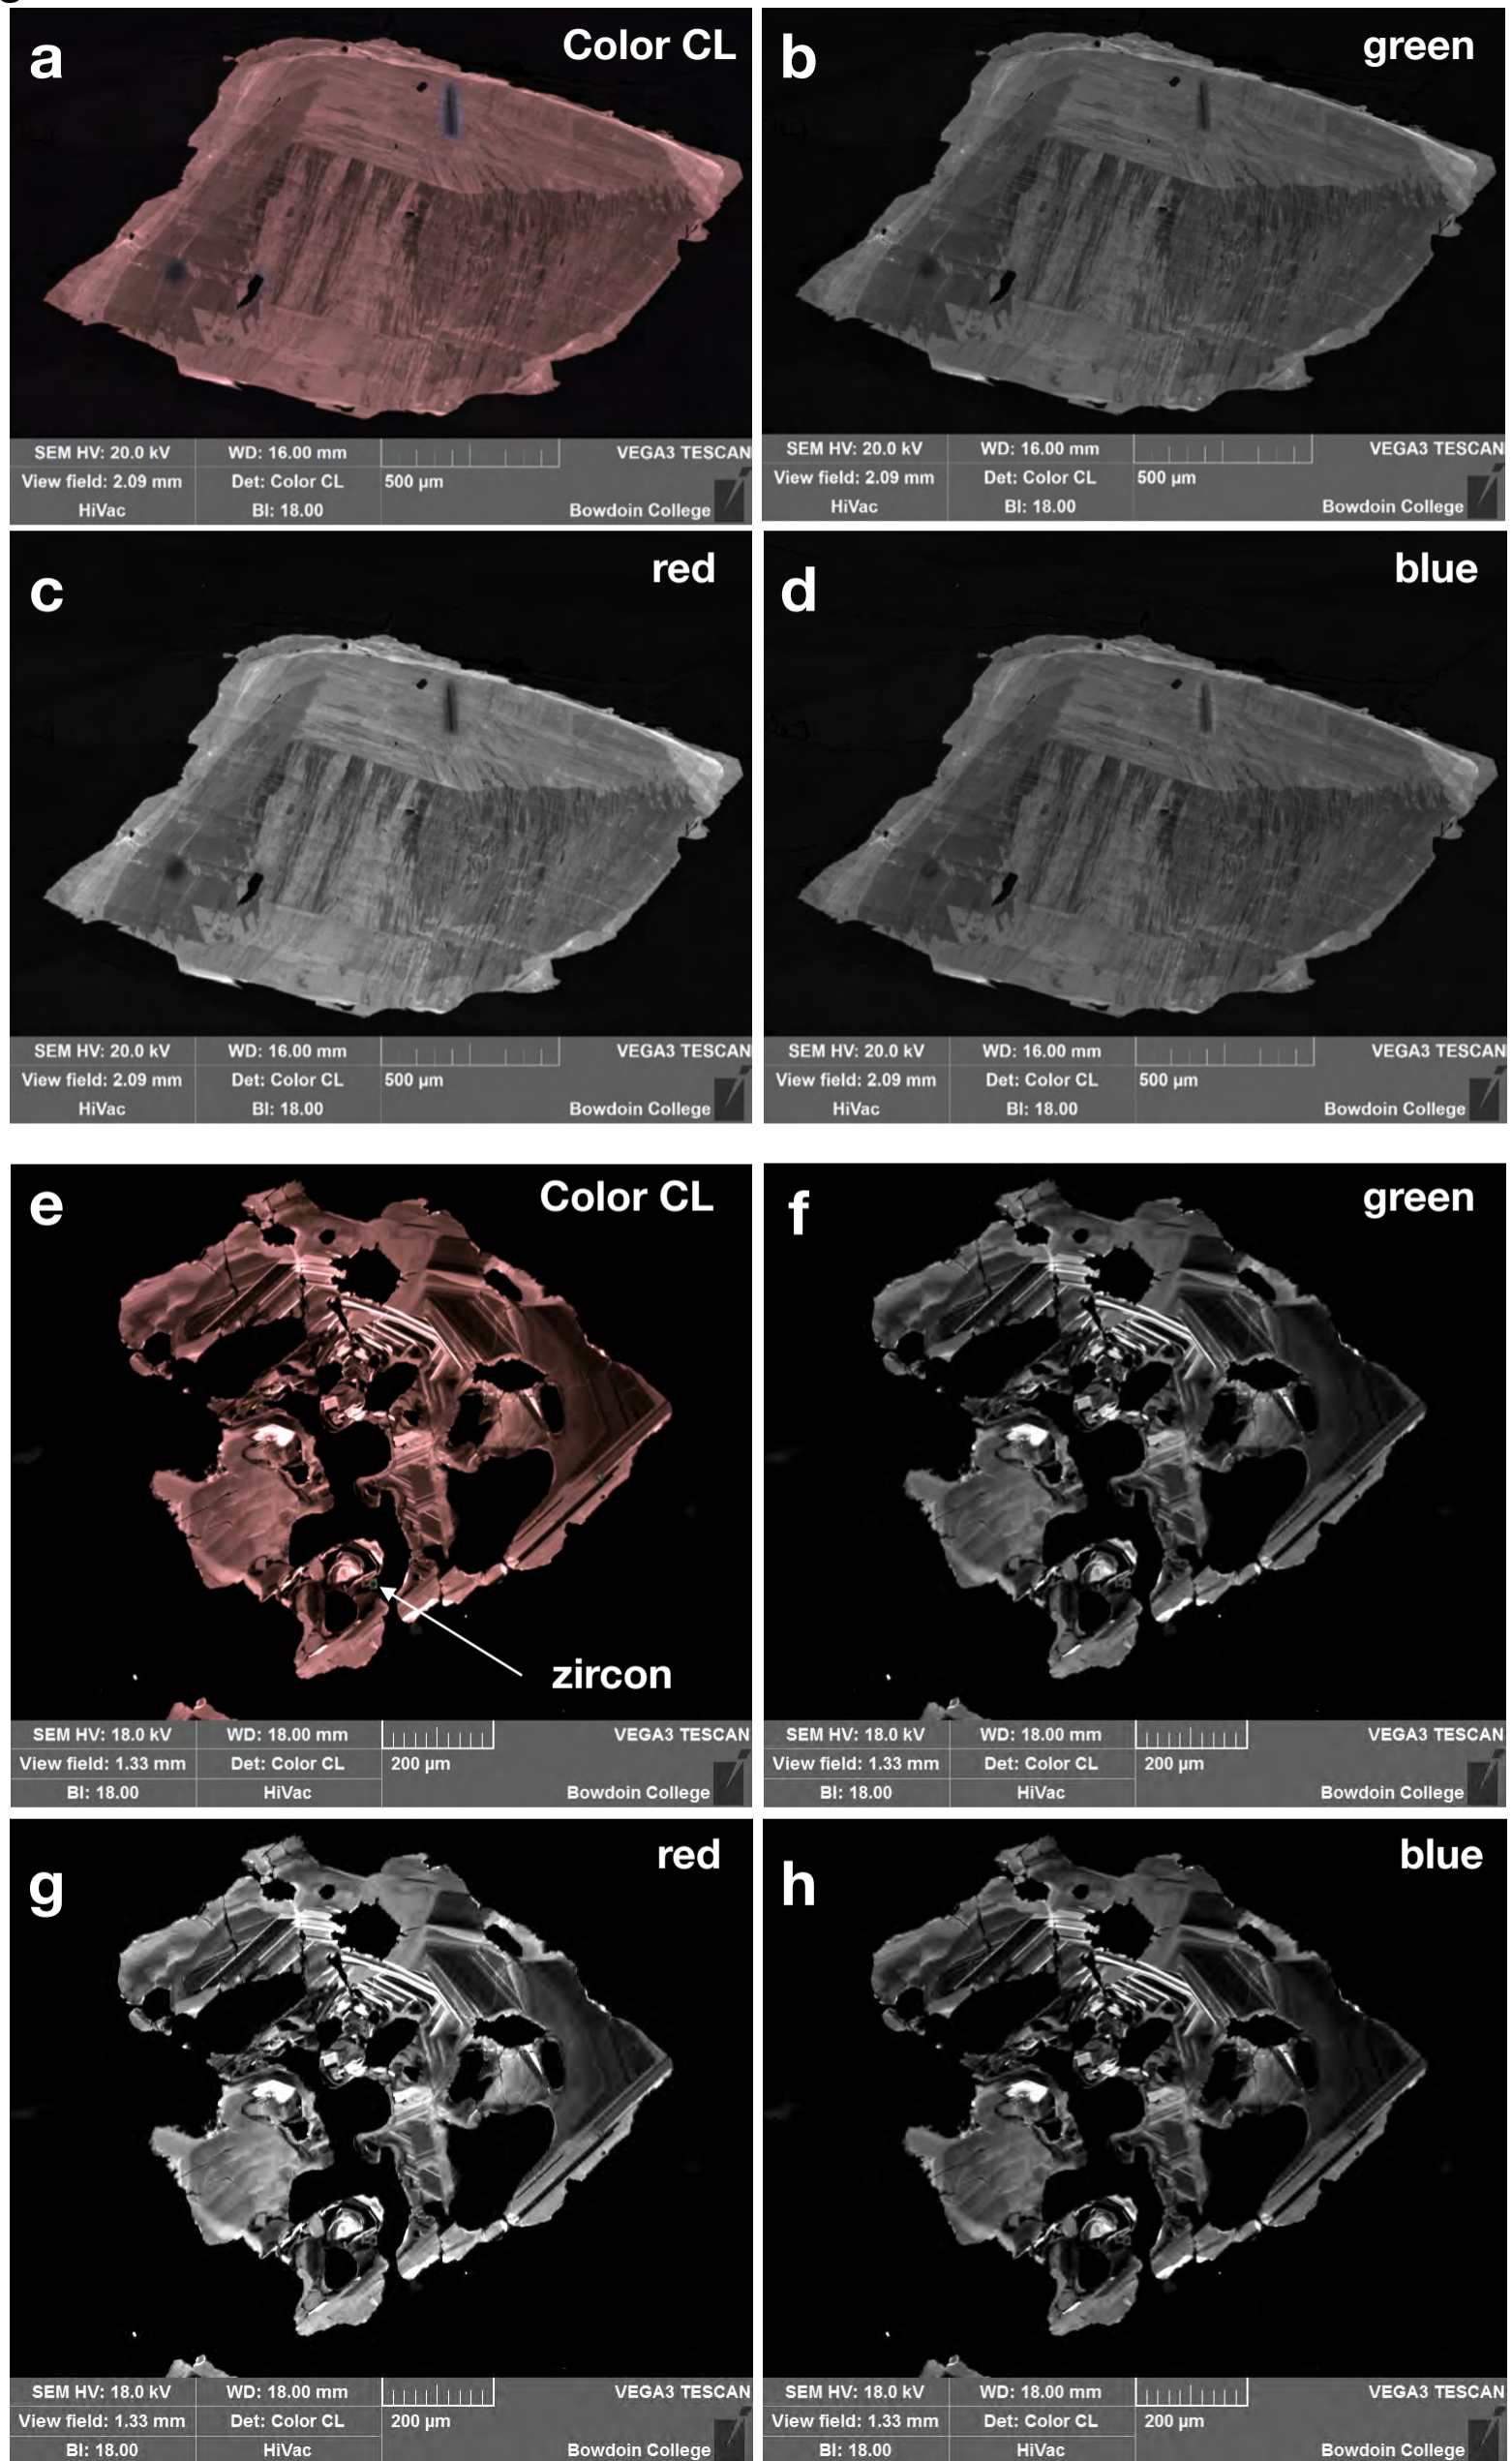 a
Color CL
b
green
SEM HV: 20.0 kV
WD: 16.00 mm
VEGA3 TESCAN
View field: 2.09 mm
Det: Color CL
500 µm
HiVac
BI: 18.00
Bowdoin College
SEM HV: 20.0 kV
WD: 16.00 mm
VEGA3 TESCAN
View field: 2.09 mm
Det: Color CL
500 µm
HiVac
BI: 18.00
Bowdoin College
c
red
d
blue
SEM HV: 20.0 kV
WD: 16.00 mm
VEGA3 TESCAN
View field: 2.09 mm
Det: Color CL
500 µm
HiVac
BI: 18.00
Bowdoin College
SEM HV: 20.0 kV
WD: 16.00 mm
VEGA3 TESCAN
View field: 2.09 mm
Det: Color CL
500 µm
HiVac
BI: 18.00
Bowdoin College
e
Color CL
zircon
f
green
SEM HV: 18.0 kV
WD: 18.00 mm
VEGA3 TESCAN
View field: 1.33 mm
Det: Color CL
200 µm
BI: 18.00
HiVac
Bowdoin College
SEM HV: 18.0 kV
WD: 18.00 mm
VEGA3 TESCAN
View field: 1.33 mm
Det: Color CL
200 µm
BI: 18.00
HiVac
Bowdoin College
g
red
h
blue
SEM HV: 18.0 kV
WD: 18.00 mm
VEGA3 TESCAN
View field: 1.33 mm
Det: Color CL
200 µm
BI: 18.00
HiVac
Bowdoin College
SEM HV: 18.0 kV
WD: 18.00 mm
VEGA3 TESCAN
View field: 1.33 mm
Det: Color CL
200 µm
BI: 18.00
HiVac
Bowdoin College